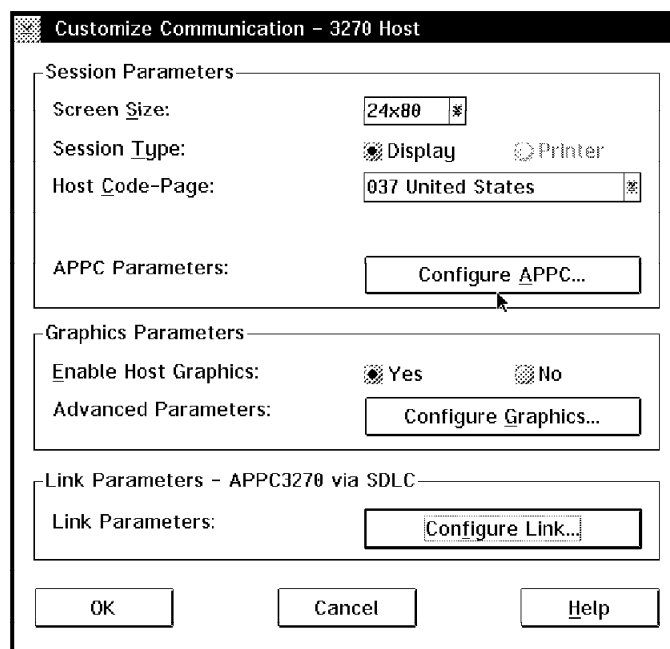 Customize Communication - 3270 Host
Session Parameters
Screen Size: 24x80
Session Type: Display Printer
Host Code-Page: 037 United States
APPC Parameters: Configure APPC...
Graphics Parameters
Enable Host Graphics: Yes No
Advanced Parameters: Configure Graphics...
Link Parameters - APPC3270 via SDLC
Link Parameters: Configure Link...
OK Cancel Help